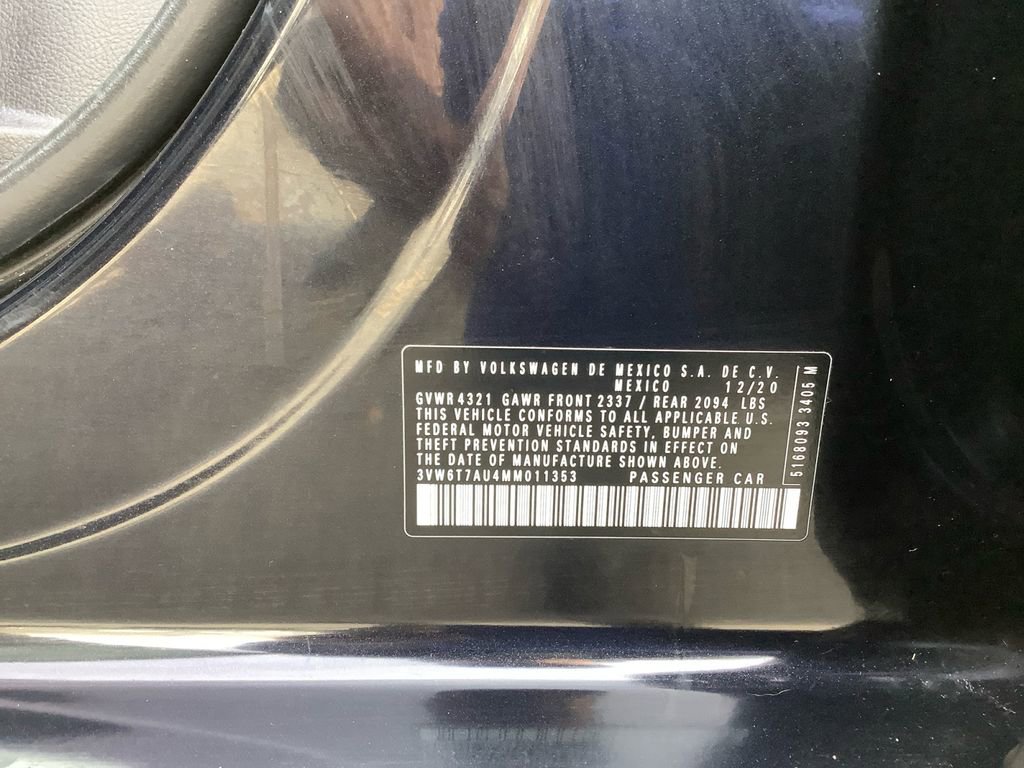 MFD BY VOLKSWAGEN DE MEXICO S.A. DE C.V.
MEXICO 12/20
GVWR 4321 GAWR FRONT 2337 / REAR 2094 LBS
THIS VEHICLE CONFORMS TO ALL APPLICABLE U.S.
FEDERAL MOTOR VEHICLE SAFETY, BUMPER AND
THEFT PREVENTION STANDARDS IN EFFECT ON
THE DATE OF MANUFACTURE SHOWN ABOVE.
3VW6T7AU4MM011353 PASSENGER CAR
5168093 3405 M